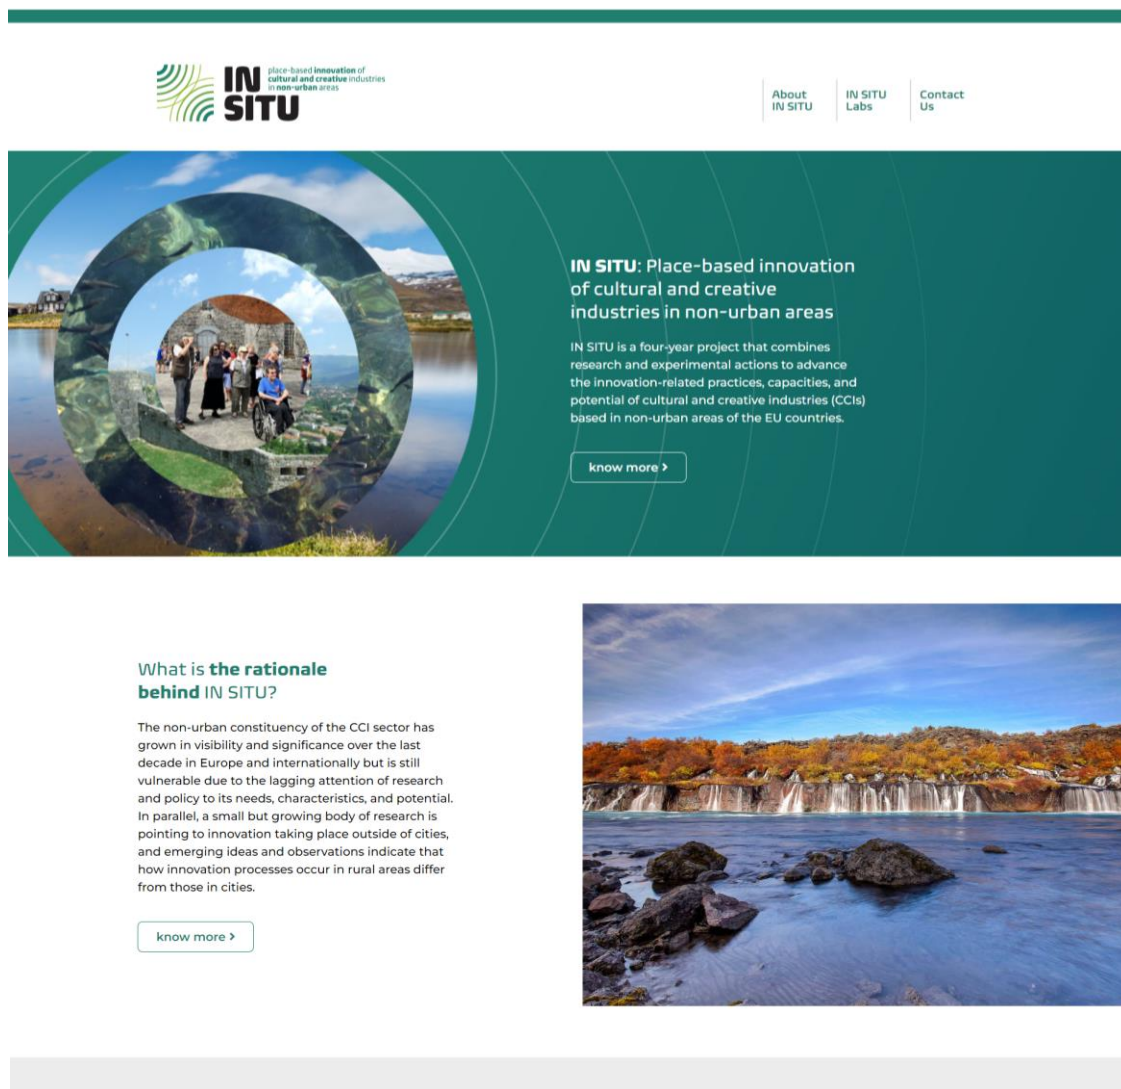 IN
SITU
place-based innovation of
cultural and creative industries
in non-urban areas
About
IN SITU
IN SITU
Labs
Contact
Us
IN SITU: Place-based innovation
of cultural and creative
industries in non-urban areas
IN SITU is a four-year project that combines
research and experimental actions to advance
the innovation-related practices, capacities, and
potential of cultural and creative industries (CCIs)
based in non-urban areas of the EU countries.
know more >
What is the rationale
behind IN SITU?
The non-urban constituency of the CCI sector has
grown in visibility and significance over the last
decade in Europe and internationally but is still
vulnerable due to the lagging attention of research
and policy to its needs, characteristics, and potential.
In parallel, a small but growing body of research is
pointing to innovation taking place outside of cities,
and emerging ideas and observations indicate that
how innovation processes occur in rural areas differ
from those in cities.
know more >